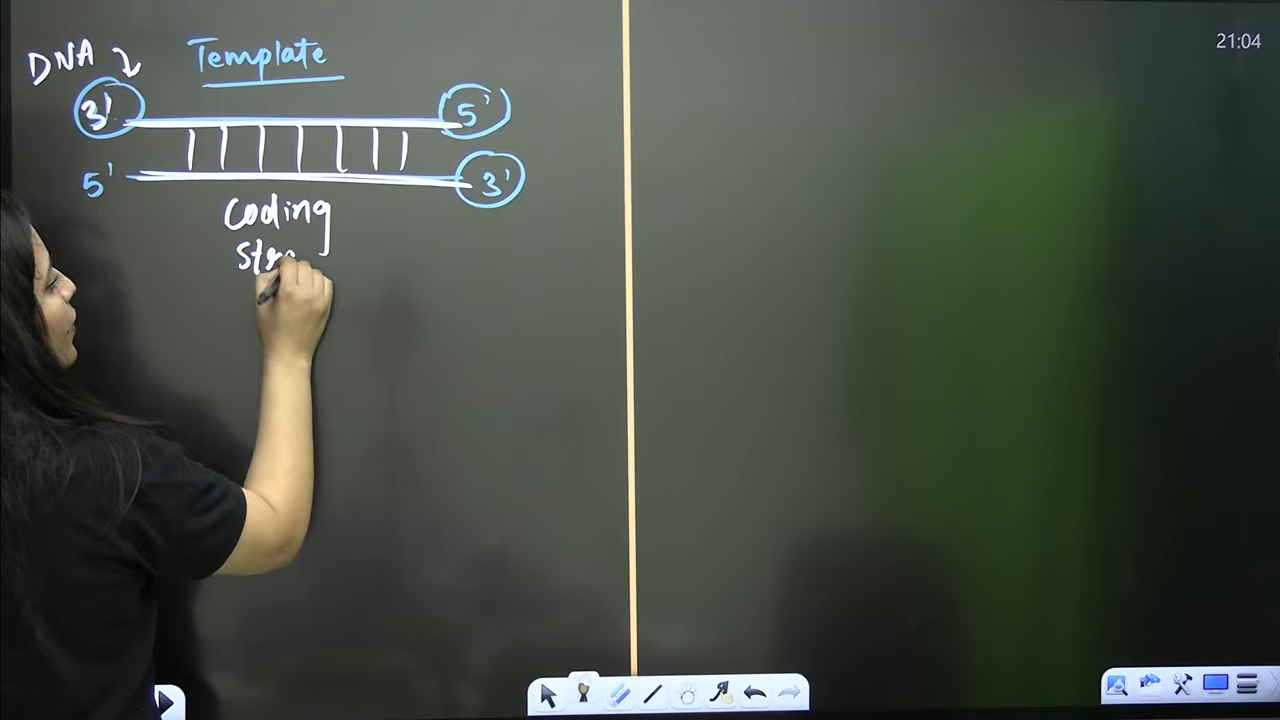 DNA Template
3' 5'
5' 3'
Coding
21:04